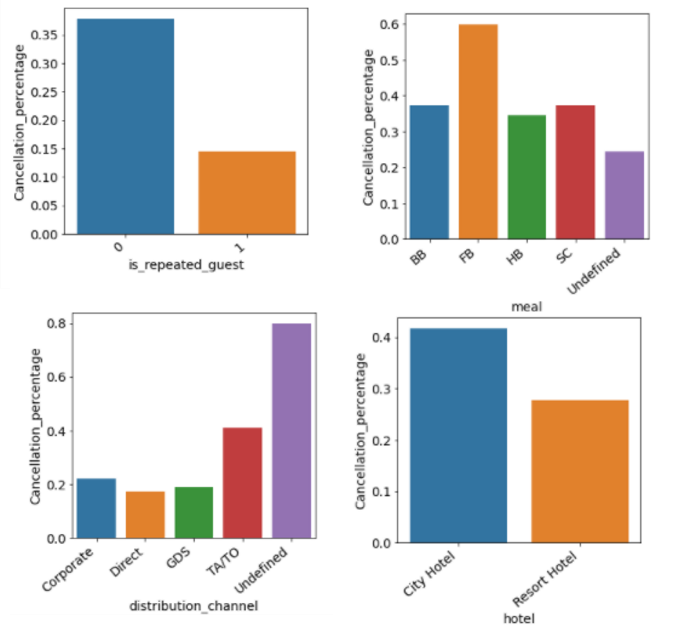 Cancellation_percentage
0.35
0.30
0.25
0.20
0.15
0.10
0.05
0.00
0
1
is_repeated_guest
Cancellation_percentage
0.6
0.5
0.4
0.3
0.2
0.1
0.0
BB
FB
HB
SC
Undefined
meal
Cancellation_percentage
0.8
0.6
0.4
0.2
0.0
Corporate
Direct
GDS
TA/TO
Undefined
distribution_channel
Cancellation_percentage
0.4
0.3
0.2
0.1
0.0
City Hotel
Resort Hotel
hotel